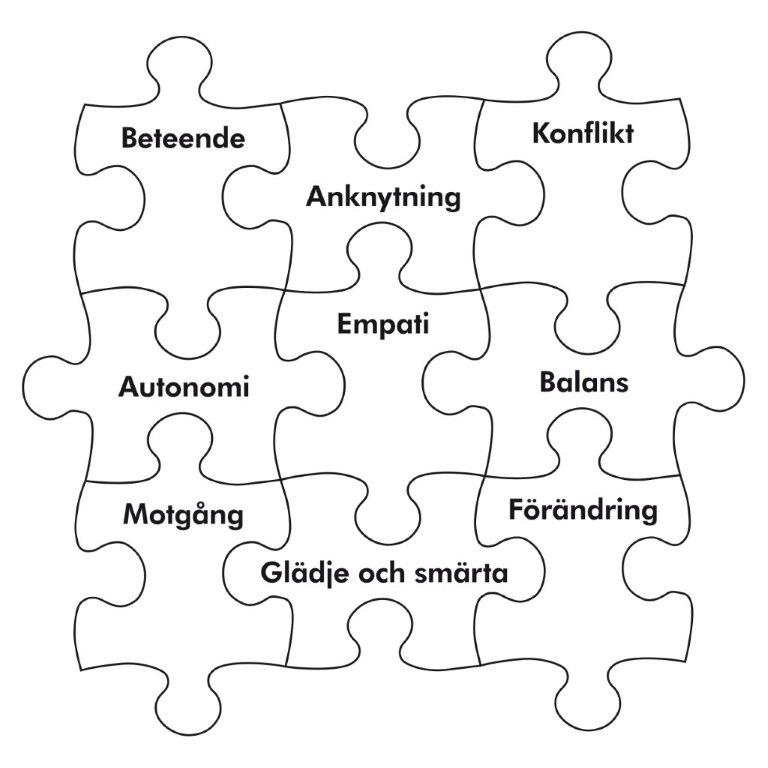 Beteende
Anknytning
Konflikt
Autonomi
Empati
Balans
Motgång
Glädje och smärta
Förändring